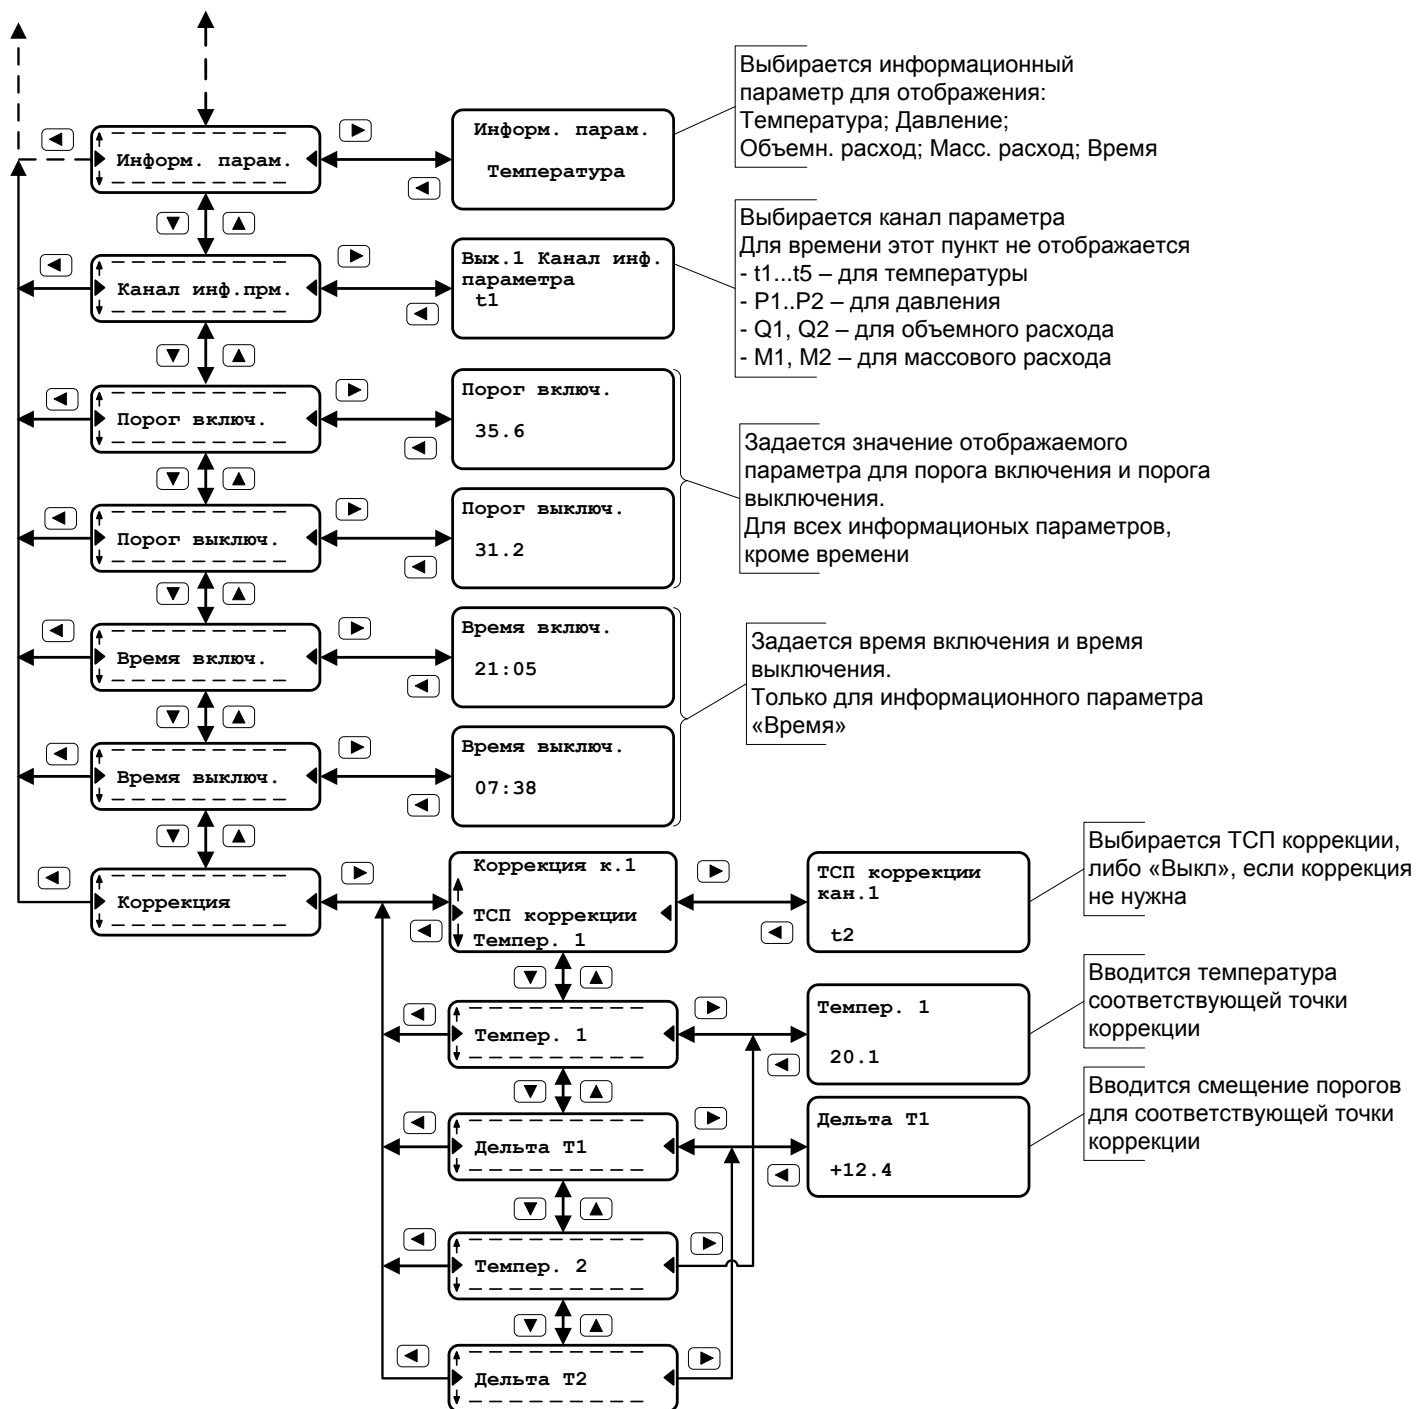 Выбирается информационный
параметр для отображения:
Температура; Давление;
Объемн. расход; Масс. расход; Время
Информ. парам.
Информ. парам.
Температура
Выбирается канал параметра
Для времени этот пункт не отображается
- t1...t5 – для температуры
- P1..P2 – для давления
- Q1, Q2 – для объемного расхода
- M1, M2 – для массового расхода
Канал инф.прм.
Вых.1 Канал инф.
параметра
t1
Порог включ.
Порог включ.
35.6
Задается значение отображаемого
параметра для порога включения и порога
выключения.
Для всех информационых параметров,
кроме времени
Порог выключ.
Порог выключ.
31.2
Время включ.
Время включ.
21:05
Задается время включения и время
выключения.
Только для информационного параметра
«Время»
Время выключ.
Время выключ.
07:38
Коррекция
Коррекция к.1
ТСП коррекции
Темпер. 1
ТСП коррекции
кан.1
t2
Выбирается ТСП коррекции,
либо «Выкл», если коррекция
не нужна
Темпер. 1
Темпер. 1
20.1
Вводится температура
соответствующей точки
коррекции
Дельта Т1
Дельта Т1
+12.4
Вводится смещение порогов
для соответствующей точки
коррекции
Темпер. 2
Дельта Т2